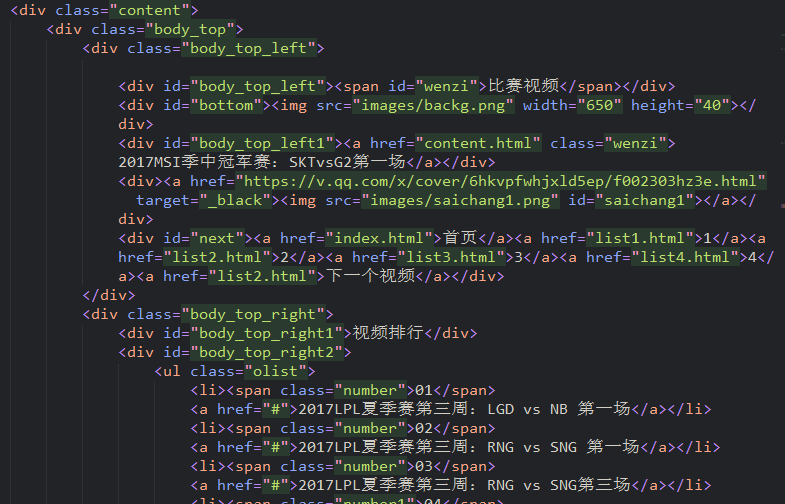 <div class="content">
<div class="body_top">
<div class="body_top_left">
<div id="body_top_left"><span id="wenzi">比赛视频</span></div>
<div id="bottom"><img src="images/backg.png" width="650" height="40"></
div>
<div id="body_top_left1"><a href="content.html" class="wenzi">
2017MSI季中冠军赛：SKTvsG2第一场</a></div>
<div><a href="https://v.qq.com/x/cover/6hkvpfwhjxld5ep/f002303hz3e.html"
target="_black"><img src="images/saichang1.png" id="saichang1"></a></
div>
<div id="next"><a href="index.html">首页</a><a href="list1.html">1</a><a
href="list2.html">2</a><a href="list3.html">3</a><a href="list4.html">4</
a><a href="list2.html">下一个视频</a></div>
</div>
<div class="body_top_right">
<div id="body_top_right1">视频排行</div>
<div id="body_top_right2">
<ul class="olist">
<li><span class="number">01</span>
<a href="#">2017LPL夏季赛第三周：LGD vs NB 第一场</a></li>
<li><span class="number">02</span>
<a href="#">2017LPL夏季赛第三周：RNG vs SNG 第一场</a></li>
<li><span class="number">03</span>
<a href="#">2017LPL夏季赛第三周：RNG vs SNG第三场</a></li>
<li><span class="number1">04</span>